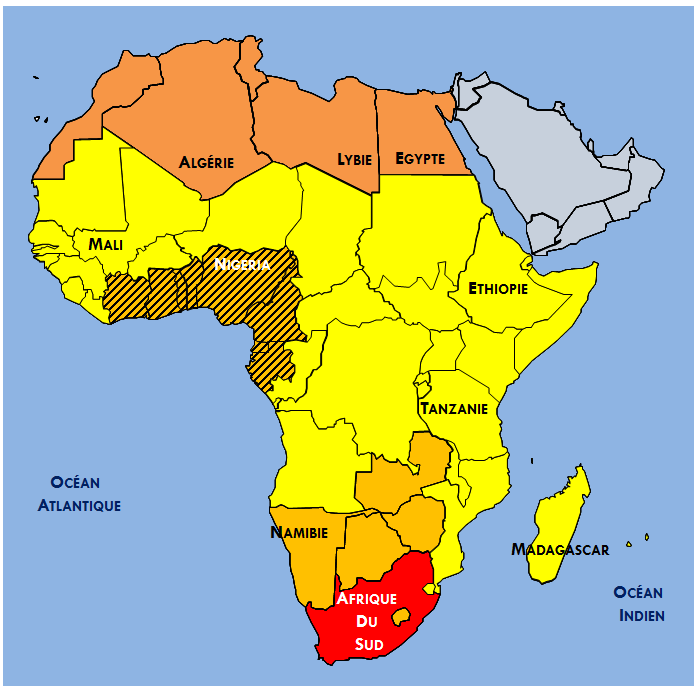 ALGÉRIE
LYBIE
EGYPTE
MALI
NIGERIA
ETHIOPIE
TANZANIE
OCÉAN
ATLANTIQUE
NAMIBIE
MADAGASCAR
AFRIQUE
DU
SUD
OCÉAN
INDIEN